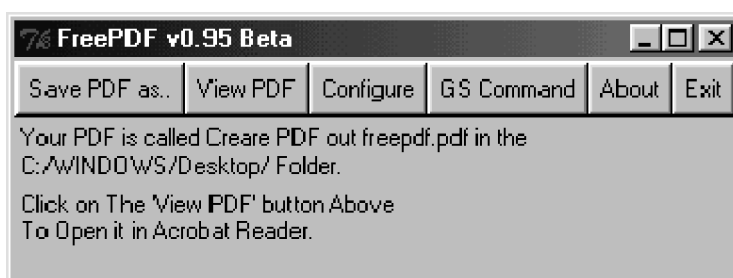 76 FreePDF v0.95 Beta
Save PDF as.. View PDF Configure GS Command About Exit
Your PDF is called Creare PDF out freepdf.pdf in the
C:/WINDOWS/Desktop/ Folder.
Click on The 'View PDF' button Above
To Open it in Acrobat Reader.